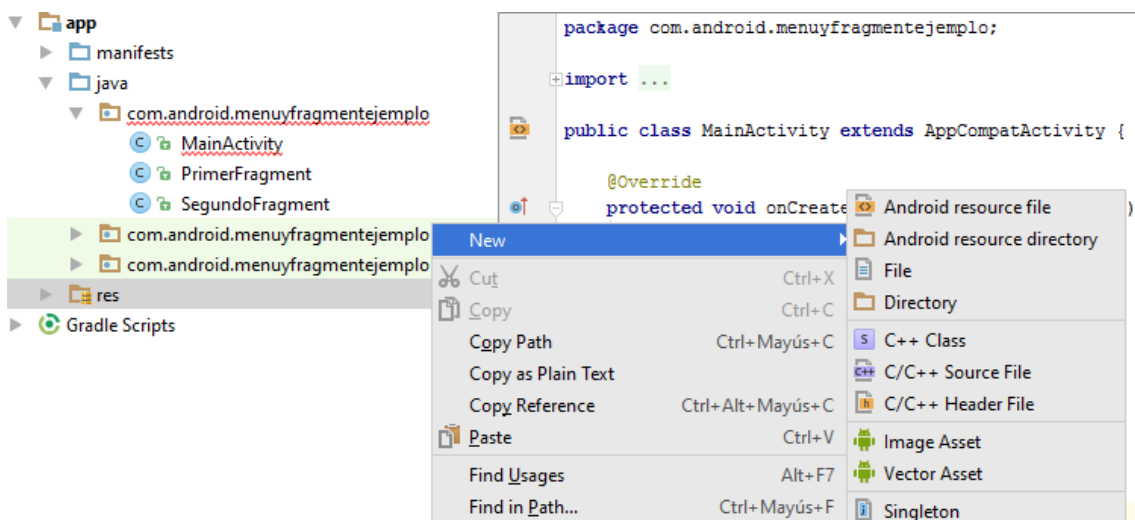 app
manifests
java
com.android.menuyfragmentejemplo
MainActivity
PrimerFragment
SegundoFragment
com.android.menuyfragmentejemplo
com.android.menuyfragmentejemplo
res
Gradle Scripts
package com.android.menuyfragmentejemplo;
import ...
public class MainActivity extends AppCompatActivity {
@Override
protected void onCreate )
New
Cut Ctrl+X
Copy Ctrl+C
Copy Path Ctrl+Mayús+C
Copy as Plain Text
Copy Reference Ctrl+Alt+Mayús+C
Paste Ctrl+V
Find Usages Alt+F7
Find in Path... Ctrl+Mayús+F
Android resource file
Android resource directory
File
Directory
C++ Class
C/C++ Source File
C/C++ Header File
Image Asset
Vector Asset
Singleton